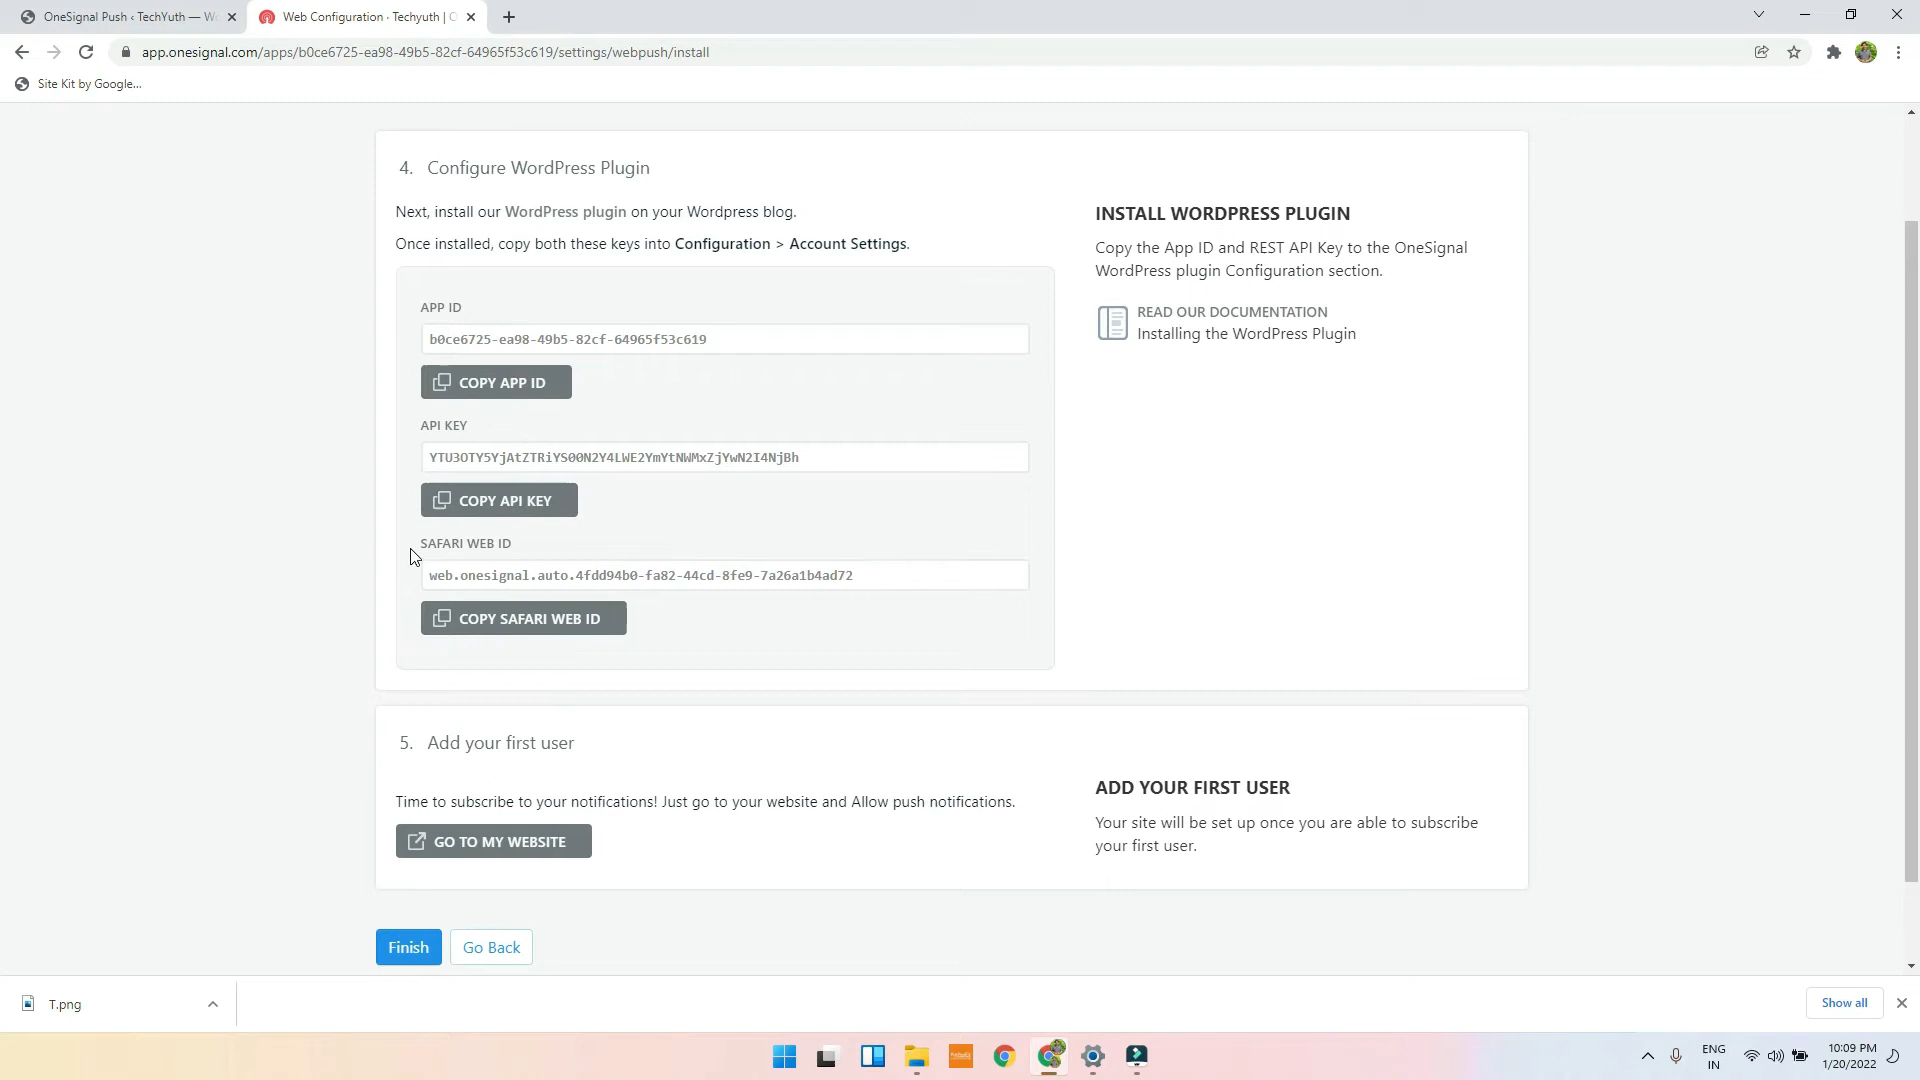 OneSignal Push ‹ TechYuth — W
Web Configuration · Techyuth | O
app.onesignal.com/apps/b0ce6725-ea98-49b5-82cf-64965f53c619/settings/webpush/install
Site Kit by Google...
4. Configure WordPress Plugin
Next, install our WordPress plugin on your Wordpress blog.
Once installed, copy both these keys into Configuration > Account Settings.
APP ID
b0ce6725-ea98-49b5-82cf-64965f53c619
COPY APP ID
API KEY
YTU3OTY5YjAtZTRiYS00N2Y4LWE2YmYtNWMxZjYwN2I4NjBh
COPY API KEY
SAFARI WEB ID
web.onesignal.auto.4fdd94b0-fa82-44cd-8fe9-7a26a1b4ad72
COPY SAFARI WEB ID
INSTALL WORDPRESS PLUGIN
Copy the App ID and REST API Key to the OneSignal
WordPress plugin Configuration section.
READ OUR DOCUMENTATION
Installing the WordPress Plugin
5. Add your first user
Time to subscribe to your notifications! Just go to your website and Allow push notifications.
GO TO MY WEBSITE
ADD YOUR FIRST USER
Your site will be set up once you are able to subscribe
your first user.
Finish
Go Back
T.png
Show all
ENG
IN
10:09 PM
1/20/2022